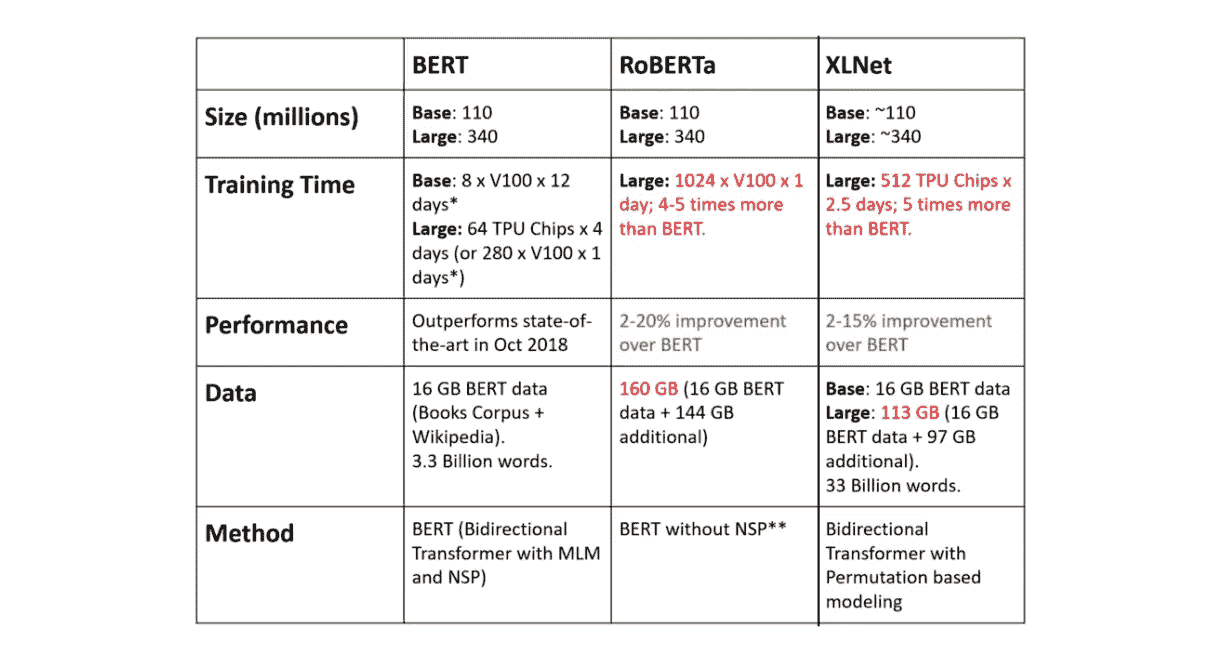 BERT RoBERTa XLNet
Size (millions)
Base: 110
Large: 340
Base: 110
Large: 340
Base: ~110
Large: ~340
Training Time
Base: 8 x V100 x 12
days*
Large: 64 TPU Chips x 4
days (or 280 x V100 x 1
days*)
Large: 1024 x V100 x 1
day; 4-5 times more
than BERT.
Large: 512 TPU Chips x
2.5 days; 5 times more
than BERT.
Performance
Outperforms state-of-
the-art in Oct 2018
2-20% improvement
over BERT
2-15% improvement
over BERT
Data
16 GB BERT data
(Books Corpus +
Wikipedia).
3.3 Billion words.
160 GB (16 GB BERT
data + 144 GB
additional)
Base: 16 GB BERT data
Large: 113 GB (16 GB
BERT data + 97 GB
additional).
33 Billion words.
Method
BERT (Bidirectional
Transformer with MLM
and NSP)
BERT without NSP**
Bidirectional
Transformer with
Permutation based
modeling